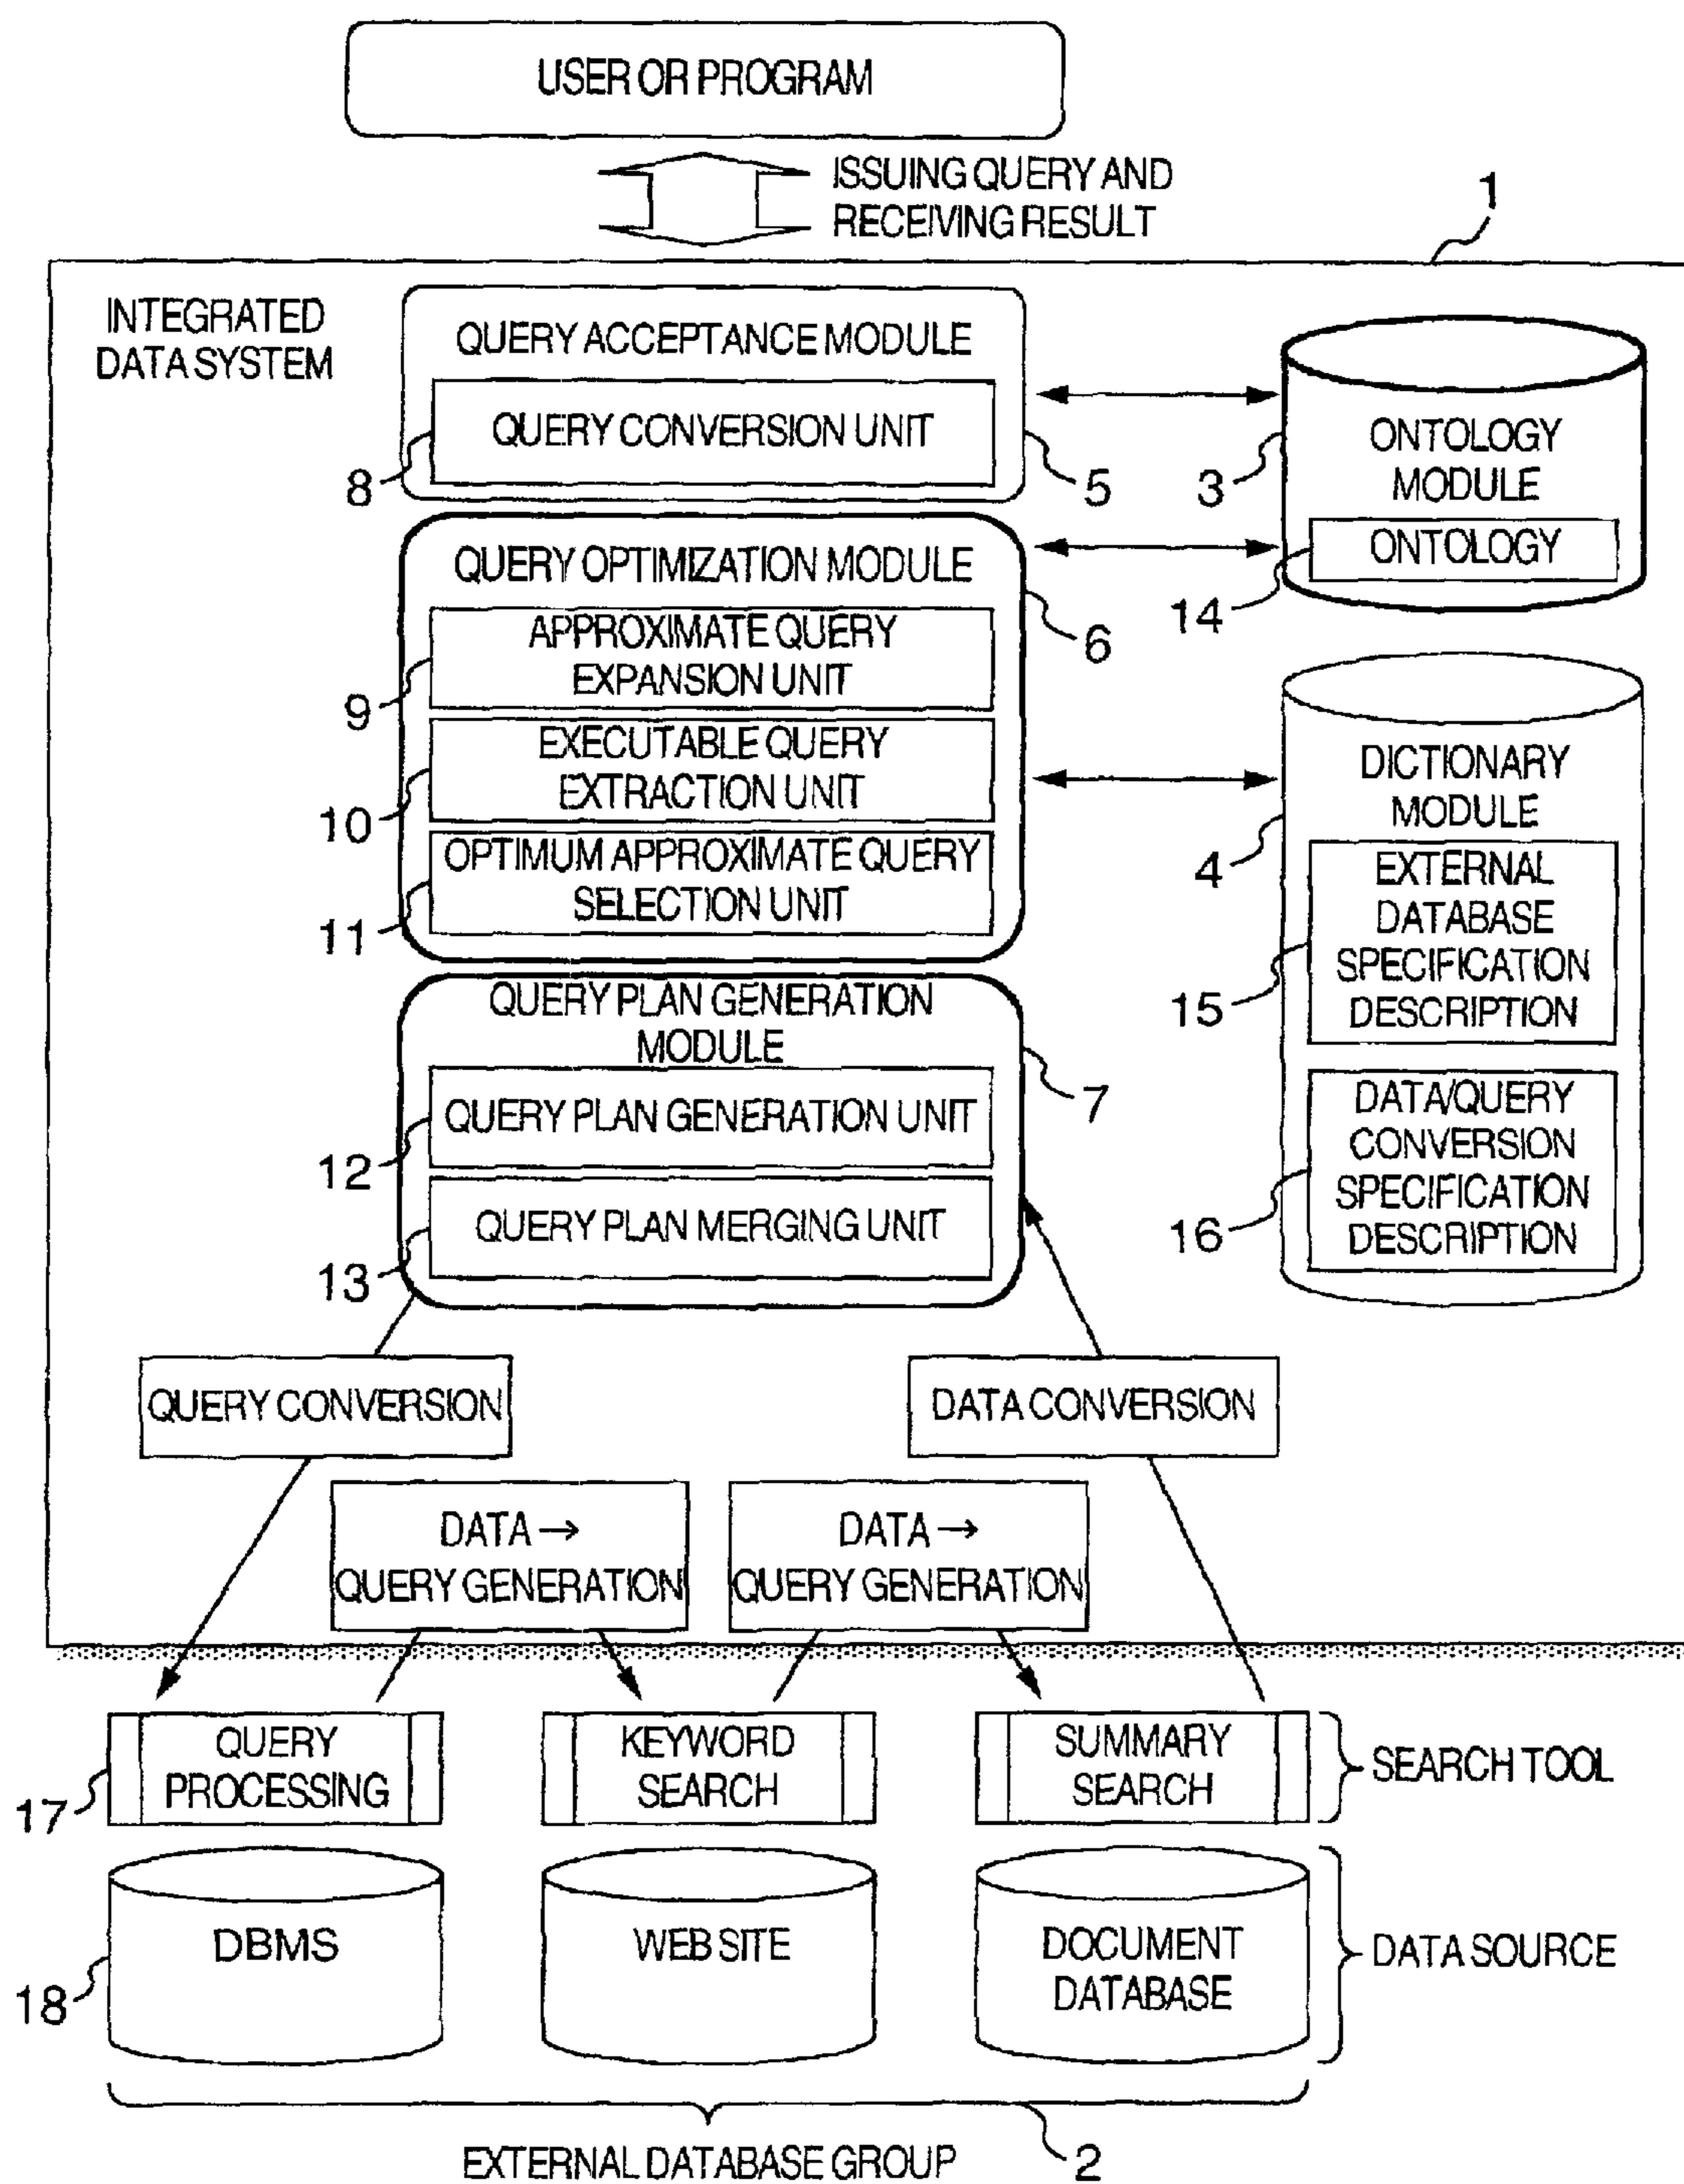 USER OR PROGRAM
ISSUING QUERY AND
RECEIVING RESULT
1
INTEGRATED
DATA SYSTEM
QUERY ACCEPTANCE MODULE
QUERY CONVERSION UNIT
8
5
3
ONTOLOGY
MODULE
ONTOLOGY
14
QUERY OPTIMIZATION MODULE
6
APPROXIMATE QUERY
EXPANSION UNIT
9
EXECUTABLE QUERY
EXTRACTION UNIT
10
OPTIMUM APPROXIMATE QUERY
SELECTION UNIT
11
DICTIONARY
MODULE
4
EXTERNAL
DATABASE
SPECIFICATION
DESCRIPTION
15
DATA/QUERY
CONVERSION
SPECIFICATION
DESCRIPTION
16
QUERY PLAN GENERATION
MODULE
7
QUERY PLAN GENERATION UNIT
12
QUERY PLAN MERGING UNIT
13
QUERY CONVERSION
DATA CONVERSION
DATA →
QUERY GENERATION
DATA →
QUERY GENERATION
QUERY
PROCESSING
17
KEYWORD
SEARCH
SUMMARY
SEARCH
SEARCH TOOL
DBMS
18
WEB SITE
DOCUMENT
DATABASE
DATA SOURCE
2
EXTERNAL DATABASE GROUP